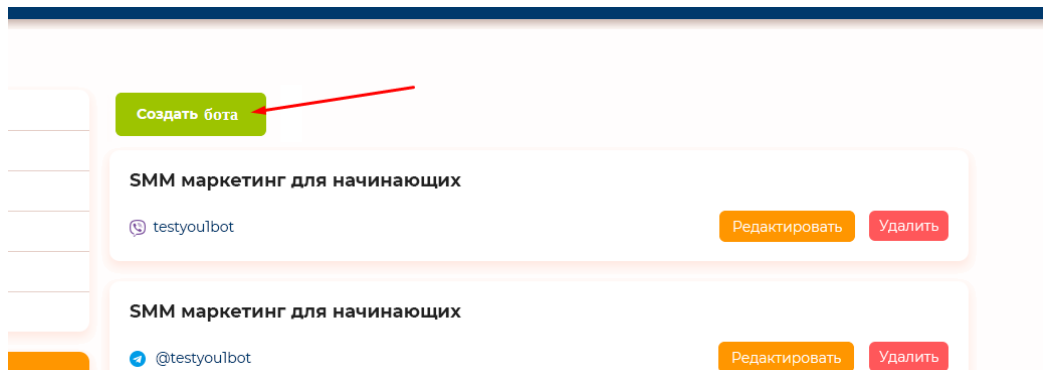 Создать бота
SMM маркетинг для начинающих
testyou1bot
Редактировать
Удалить
SMM маркетинг для начинающих
@testyou1bot
Редактировать
Удалить